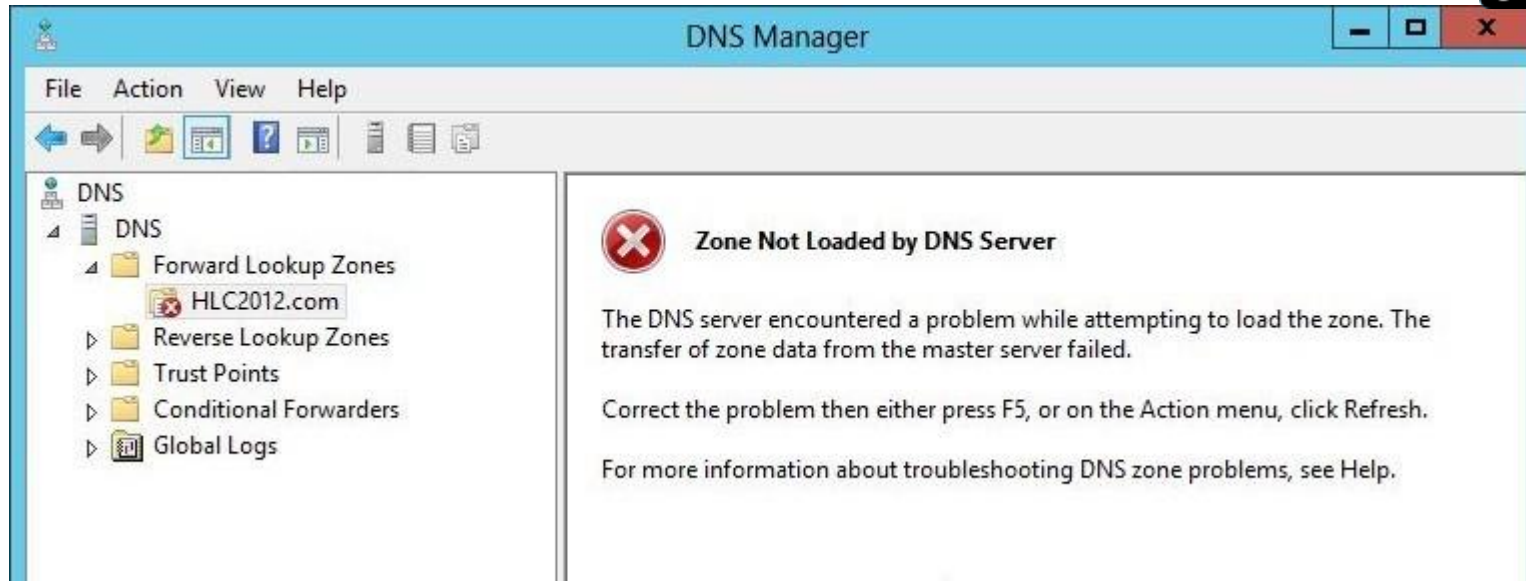 DNS Manager
File Action View Help
DNS
DNS
Forward Lookup Zones
HLC2012.com
Reverse Lookup Zones
Trust Points
Conditional Forwarders
Global Logs
Zone Not Loaded by DNS Server
The DNS server encountered a problem while attempting to load the zone. The
transfer of zone data from the master server failed.
Correct the problem then either press F5, or on the Action menu, click Refresh.
For more information about troubleshooting DNS zone problems, see Help.